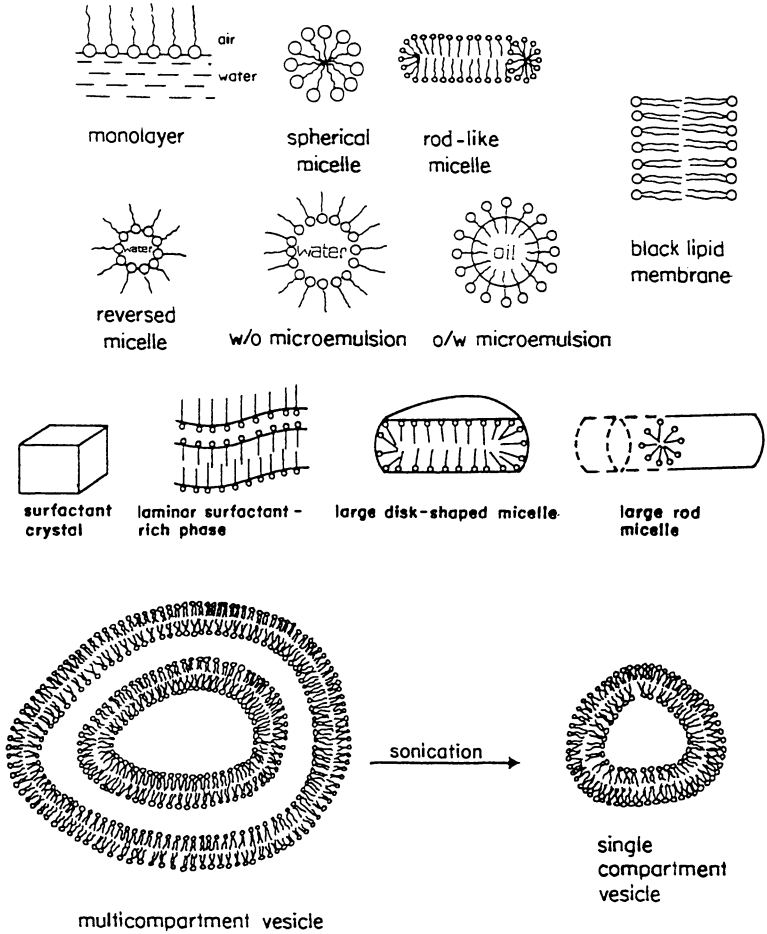 air
water
monolayer
spherical
micelle
rod-like
micelle
black lipid
membrane
water
reversed
micelle
water
w/o microemulsion
oil
o/w microemulsion
surfactant
crystal
laminor surfactant-
rich phase
large disk-shaped micelle
large rod
micelle
sonication
multicompartment vesicle
single
compartment
vesicle